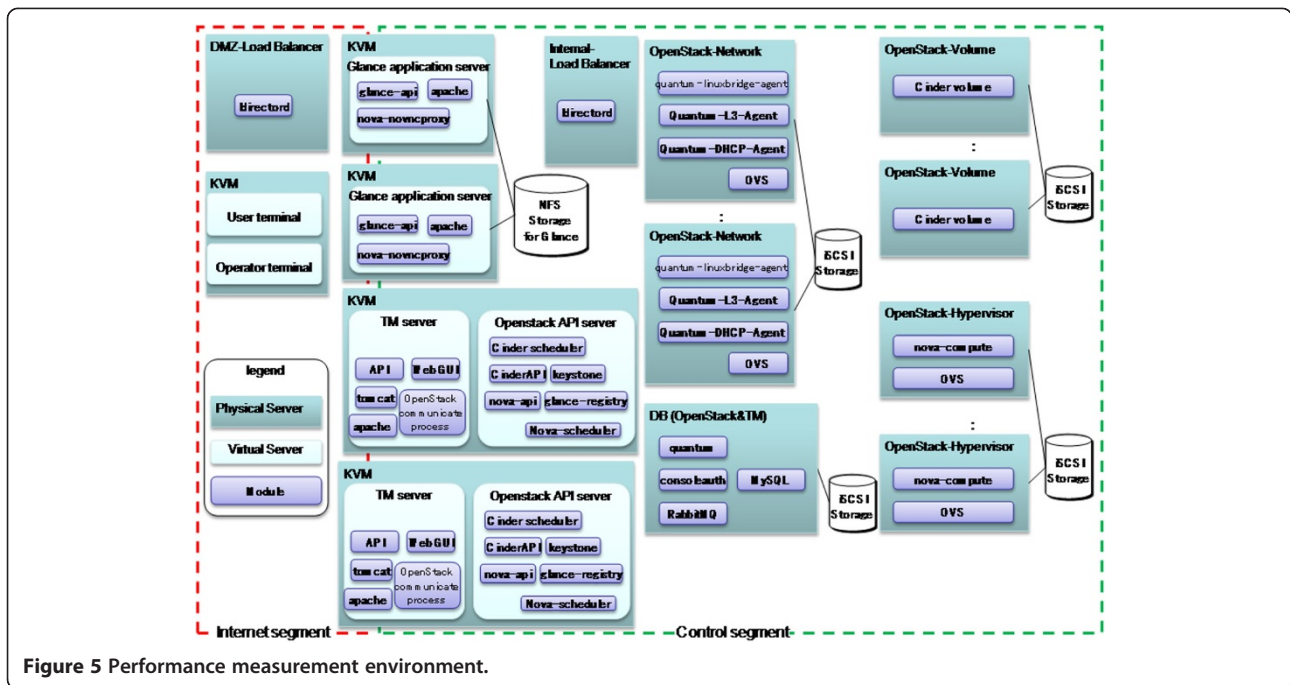 DMZ-Load Balancer
ldirectord
KVM
User terminal
Operator terminal
legend
Physical Server
Virtual Server
Module
KVM
Glance application server
glance-api
apache
nova-novncproxy
KVM
Glance application server
glance-api
apache
nova-novncproxy
NFS
Storage
for Glance
Internal-
Load Balancer
ldirectord
KVM
TM server
API
WebGUI
tomcat
apache
OpenStack
communicate
process
Openstack API server
Cinder scheduler
CinderAPI
keystone
nova-api
glance-registry
Nova-scheduler
KVM
TM server
API
WebGUI
tomcat
apache
OpenStack
communicate
process
Openstack API server
Cinder scheduler
CinderAPI
keystone
nova-api
glance-registry
Nova-scheduler
OpenStack-Network
quantum-linuxbridge-agent
Quantum-L3-Agent
Quantum-DHCP-Agent
OVS
:
OpenStack-Network
quantum-linuxbridge-agent
Quantum-L3-Agent
Quantum-DHCP-Agent
OVS
iSCSI
Storage
DB (OpenStack&TM)
quantum
consoleauth
MySQL
RabbitMQ
iSCSI
Storage
OpenStack-Volume
Cinder volume
:
OpenStack-Volume
Cinder volume
iSCSI
Storage
OpenStack-Hypervisor
nova-compute
OVS
:
OpenStack-Hypervisor
nova-compute
OVS
iSCSI
Storage
Internet segment
Control segment
Figure 5 Performance measurement environment.